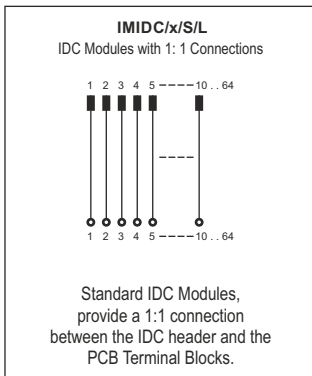 IMIDC/x/S/L
IDC Modules with 1: 1 Connections
1 2 3 4 5 ----10 . . 64
----
1 2 3 4 5 ----10 . . 64
Standard IDC Modules,
provide a 1:1 connection
between the IDC header and the
PCB Terminal Blocks.